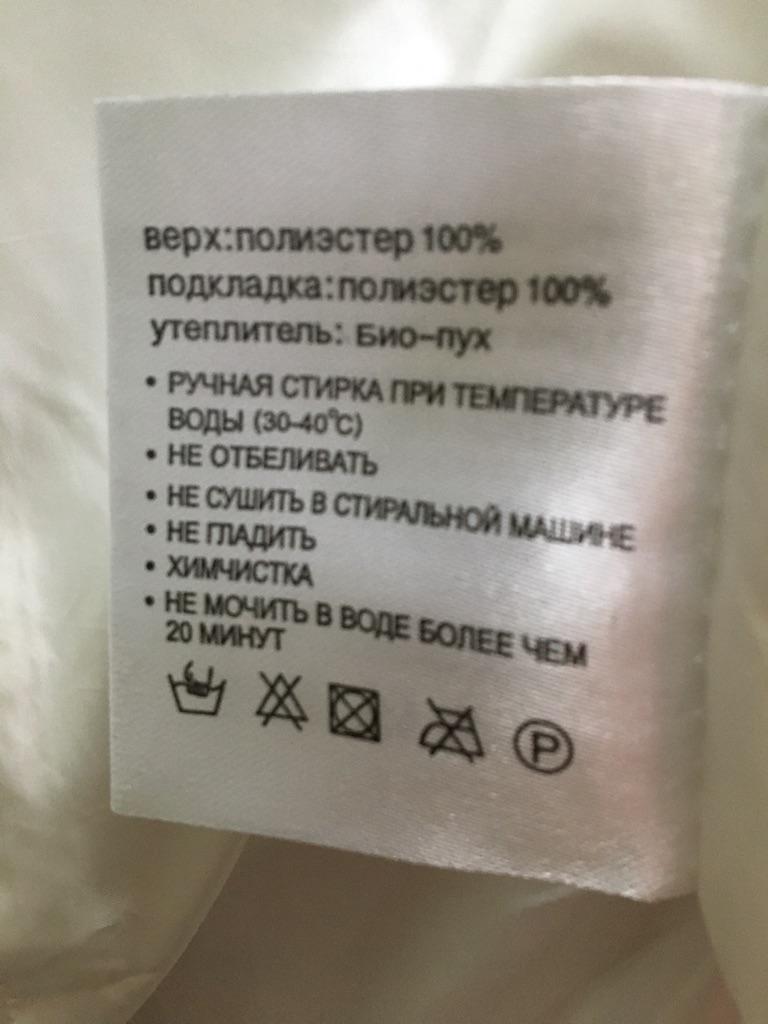 верх:полиэстер 100%
подкладка:полиэстер 100%
утеплитель: Био-пух
• РУЧНАЯ СТИРКА ПРИ ТЕМПЕРАТУРЕ
ВОДЫ (30-40°C)
• НЕ ОТБЕЛИВАТЬ
• НЕ СУШИТЬ В СТИРАЛЬНОЙ МАШИНЕ
• НЕ ГЛАДИТЬ
• ХИМЧИСТКА
• НЕ МОЧИТЬ В ВОДЕ БОЛЕЕ ЧЕМ
20 МИНУТ
P